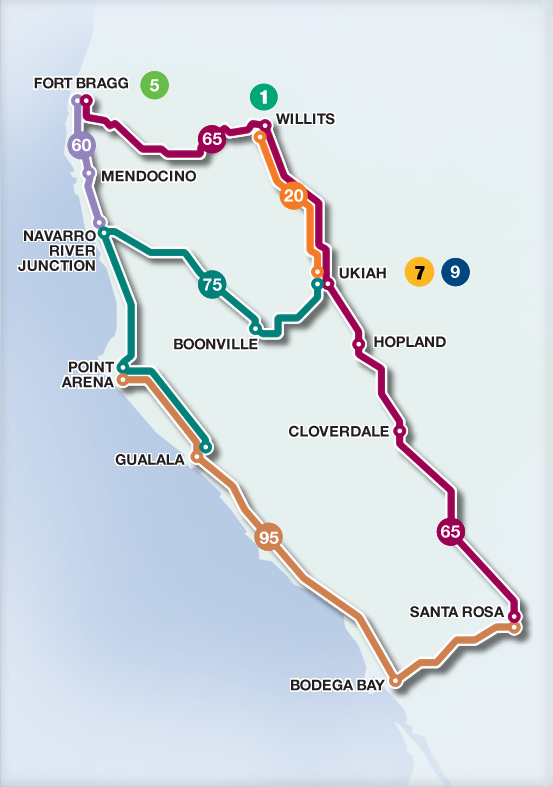 FORT BRAGG
5
1
WILLITS
65
60
MENDOCINO
20
NAVARRO
RIVER
JUNCTION
75
UKIAH
7
9
BOONVILLE
HOPLAND
POINT
ARENA
CLOVERDALE
GUALALA
95
65
SANTA ROSA
BODEGA BAY